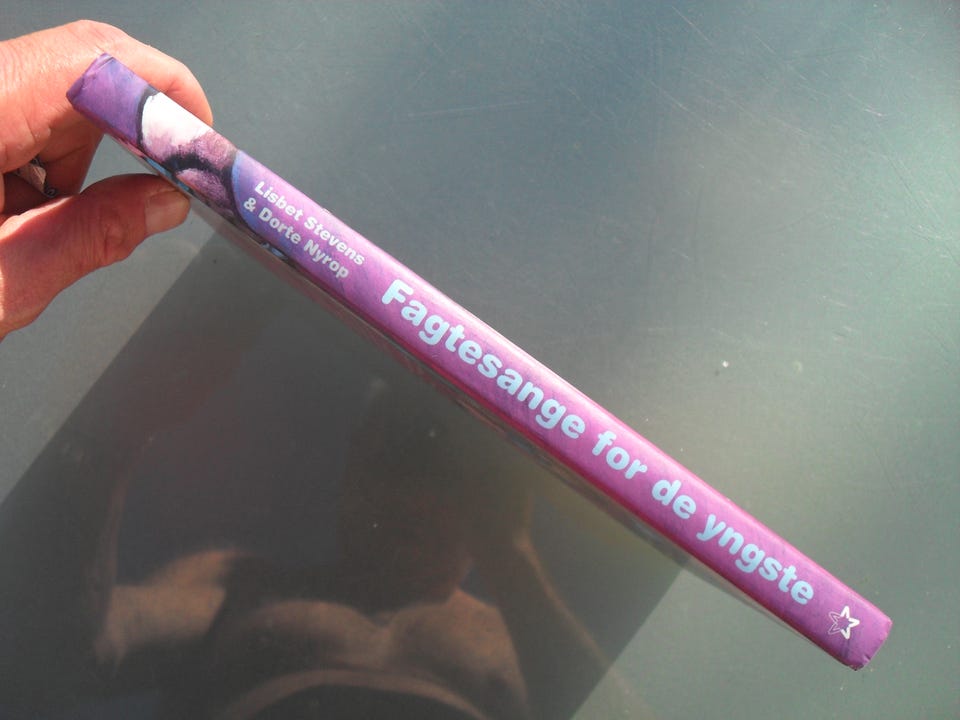 Lisbet Stevens
& Dorte Nyrop
Fagtesange for de yngste